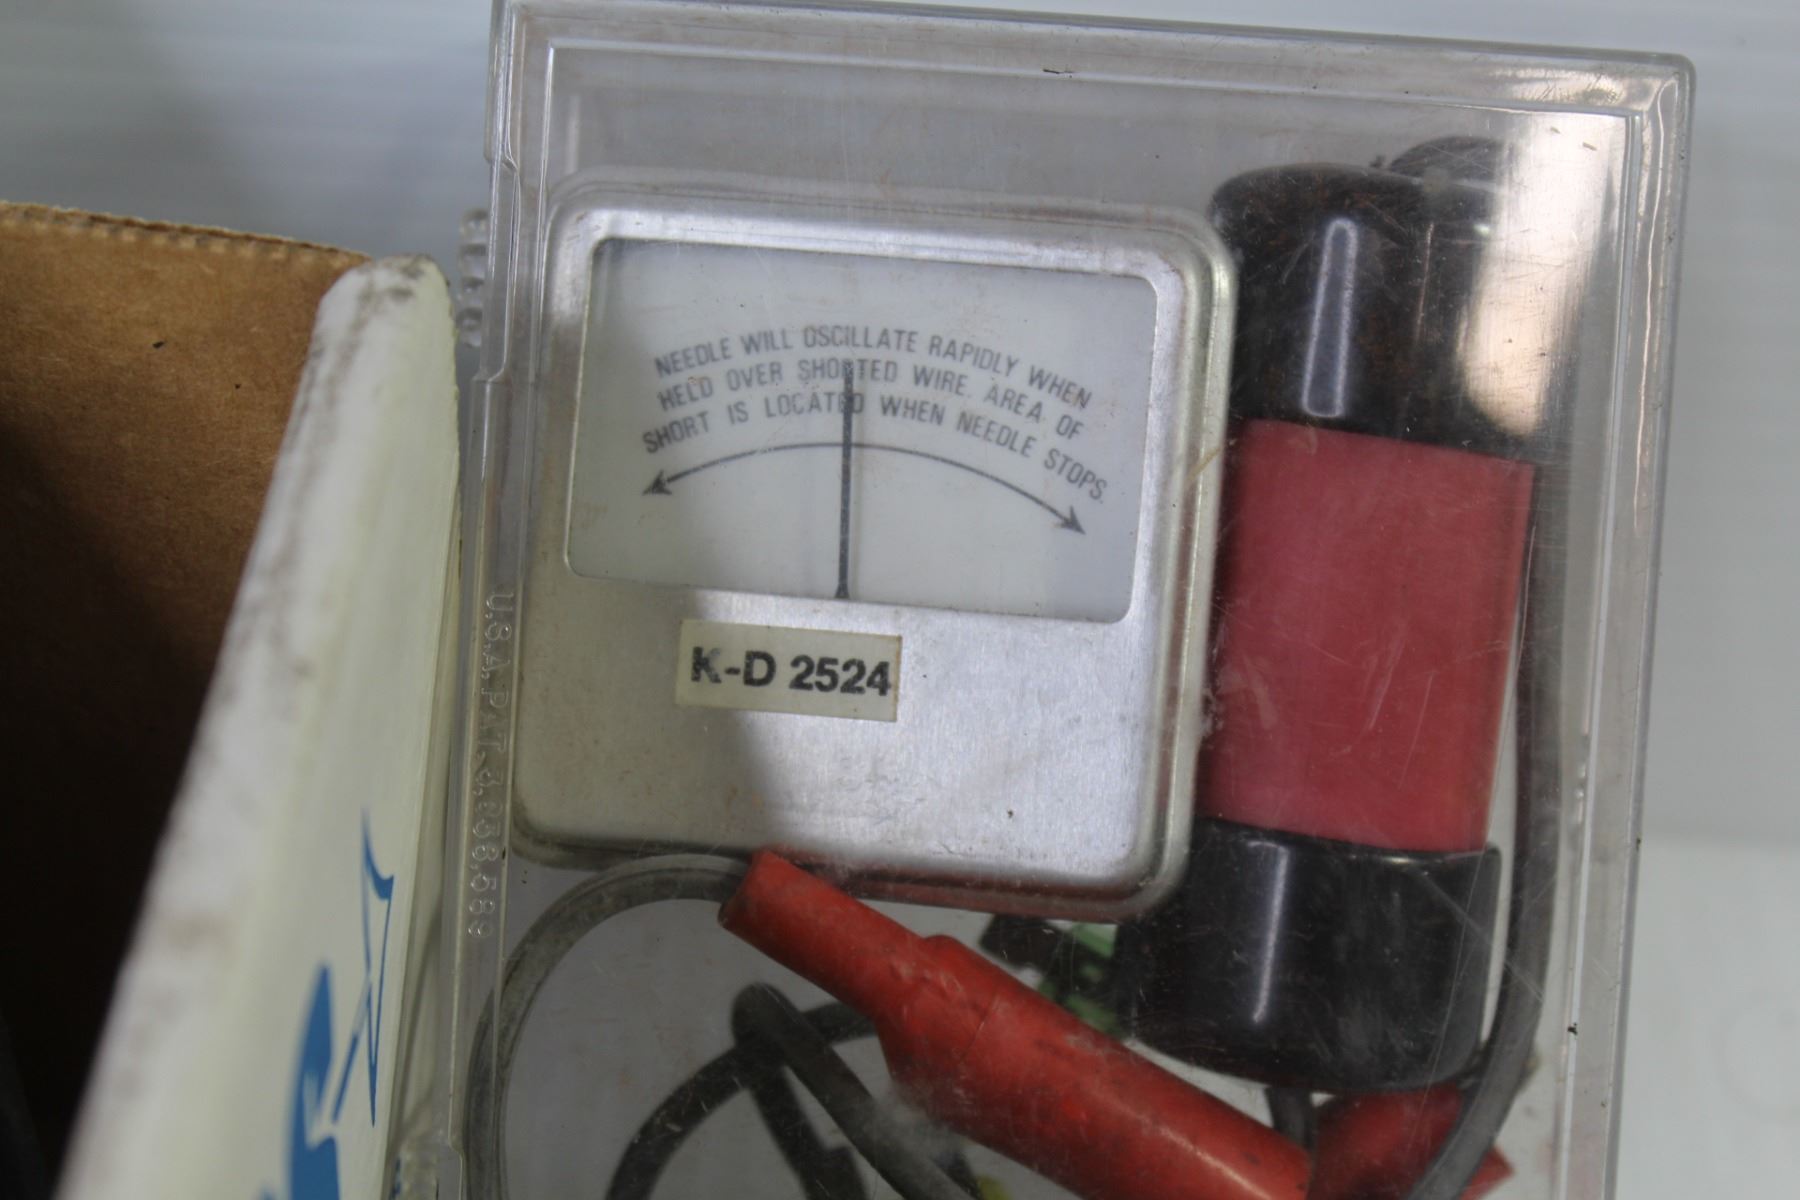 NEEDLE WILL OSCILLATE RAPIDLY WHEN
HELD OVER SHORTED WIRE. AREA OF
SHORT IS LOCATED WHEN NEEDLE STOPS.
K-D 2524
U.S.A. PAT. 3,638,589